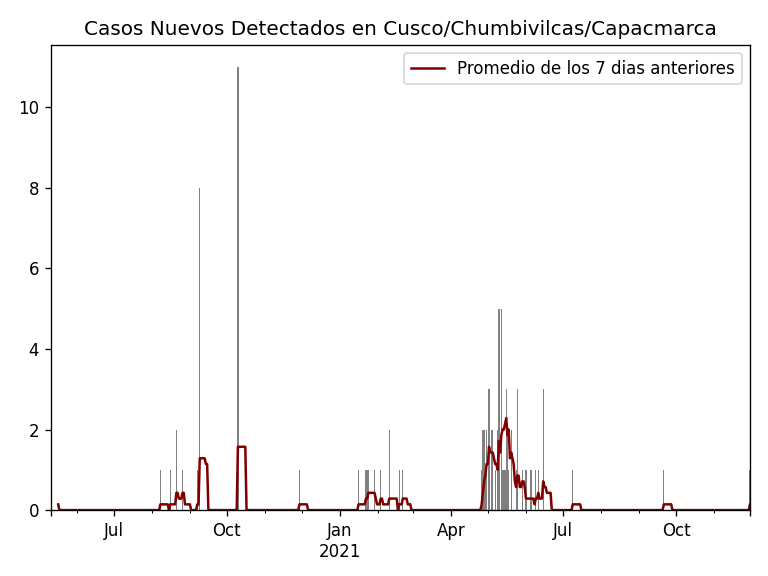 Casos Nuevos Detectados en Cusco/Chumbivilcas/Capacmarca
Promedio de los 7 dias anteriores
10
8
6
4
2
0
Jul Oct Jan Apr Jul Oct
2021